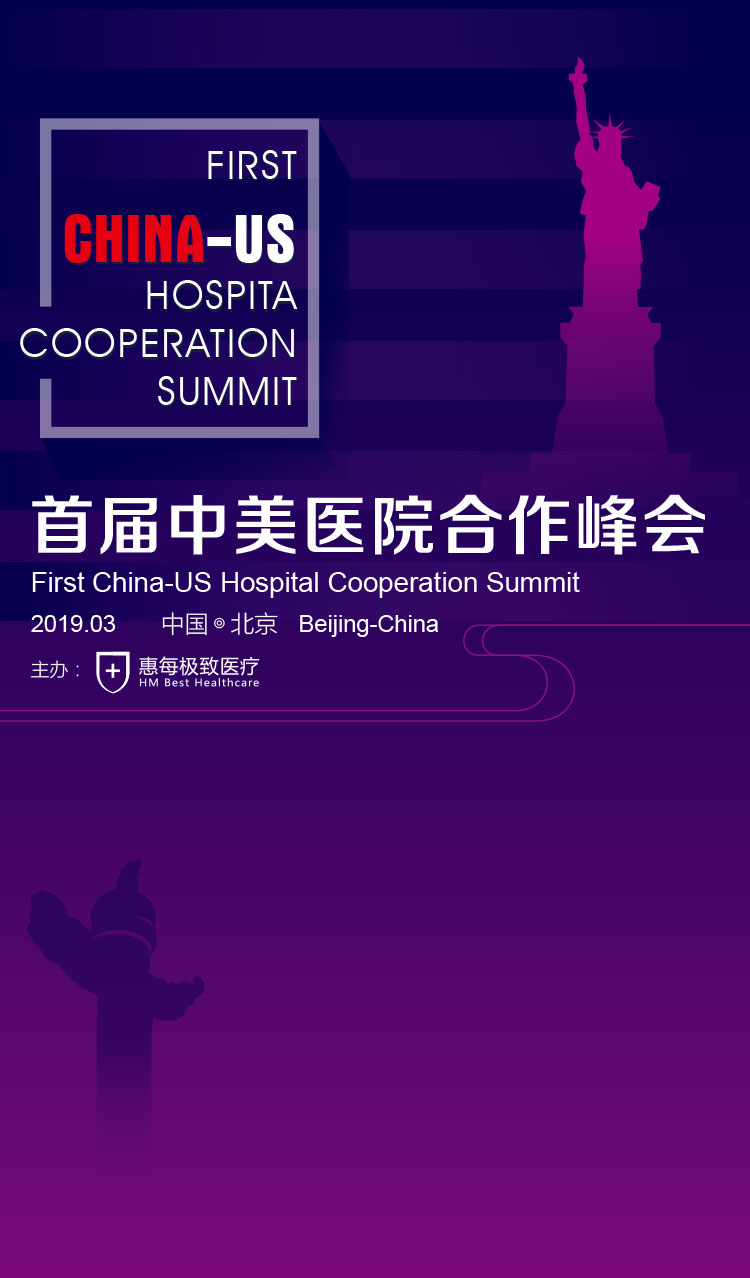 FIRST
CHINA-US
HOSPITA
COOPERATION
SUMMIT
首届中美医院合作峰会
First China-US Hospital Cooperation Summit
2019.03 中国◎北京 Beijing-China
主办： 惠每极致医疗
HM Best Healthcare